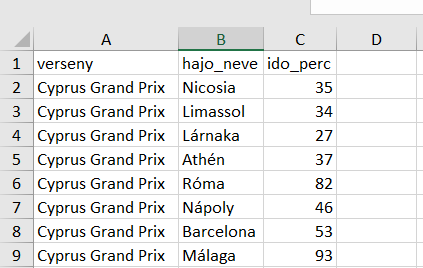 A B C D
1 verseny hajo_neve ido_perc
2 Cyprus Grand Prix Nicosia 35
3 Cyprus Grand Prix Limassol 34
4 Cyprus Grand Prix Lárnaka 27
5 Cyprus Grand Prix Athén 37
6 Cyprus Grand Prix Róma 82
7 Cyprus Grand Prix Nápoly 46
8 Cyprus Grand Prix Barcelona 53
9 Cyprus Grand Prix Málaga 93